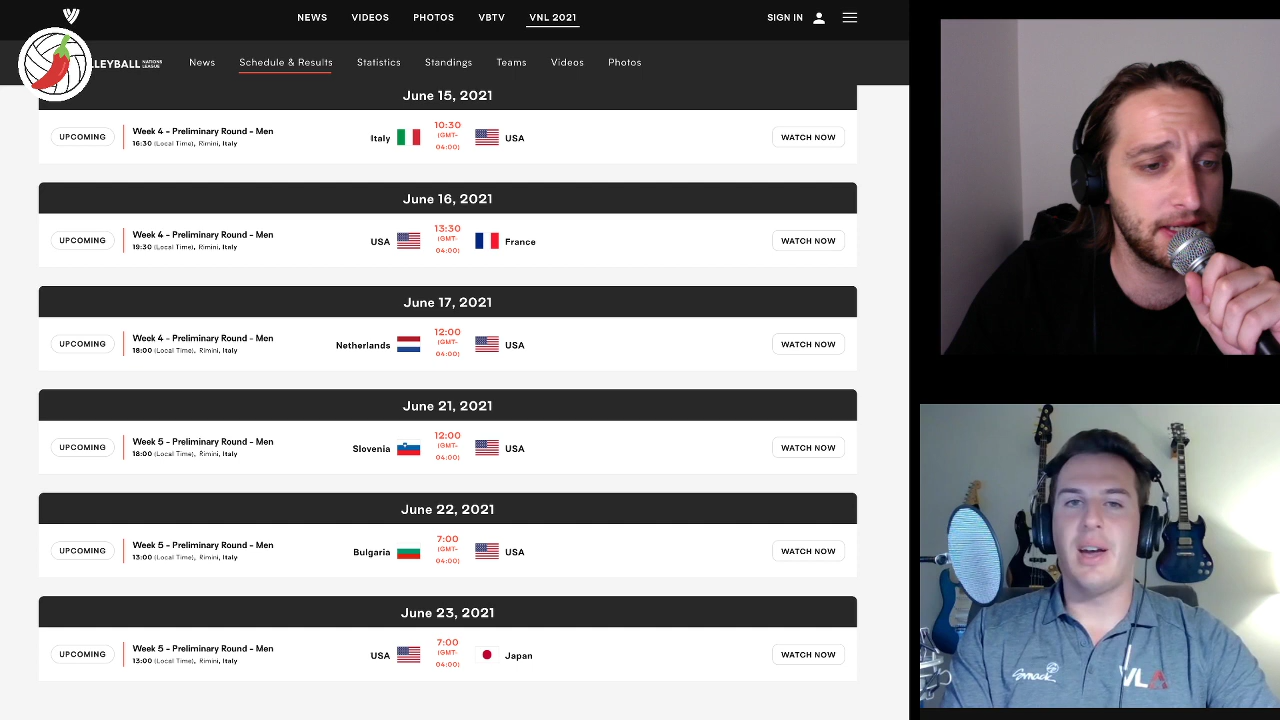 NEWS VIDEOS PHOTOS VBTV VNL 2021 SIGN IN
LLEYBALL NATIONS LEAGUE News Schedule & Results Statistics Standings Teams Videos Photos
June 15, 2021
UPCOMING Week 4 - Preliminary Round - Men
16:30 (Local Time), Rimini, Italy
Italy 10:30 (GMT-04:00) USA WATCH NOW
June 16, 2021
UPCOMING Week 4 - Preliminary Round - Men
19:30 (Local Time), Rimini, Italy
USA 13:30 (GMT-04:00) France WATCH NOW
June 17, 2021
UPCOMING Week 4 - Preliminary Round - Men
18:00 (Local Time), Rimini, Italy
Netherlands 12:00 (GMT-04:00) USA WATCH NOW
June 21, 2021
UPCOMING Week 5 - Preliminary Round - Men
18:00 (Local Time), Rimini, Italy
Slovenia 12:00 (GMT-04:00) USA WATCH NOW
June 22, 2021
UPCOMING Week 5 - Preliminary Round - Men
13:00 (Local Time), Rimini, Italy
Bulgaria 7:00 (GMT-04:00) USA WATCH NOW
June 23, 2021
UPCOMING Week 5 - Preliminary Round - Men
13:00 (Local Time), Rimini, Italy
USA 7:00 (GMT-04:00) Japan WATCH NOW
Smack
VLA